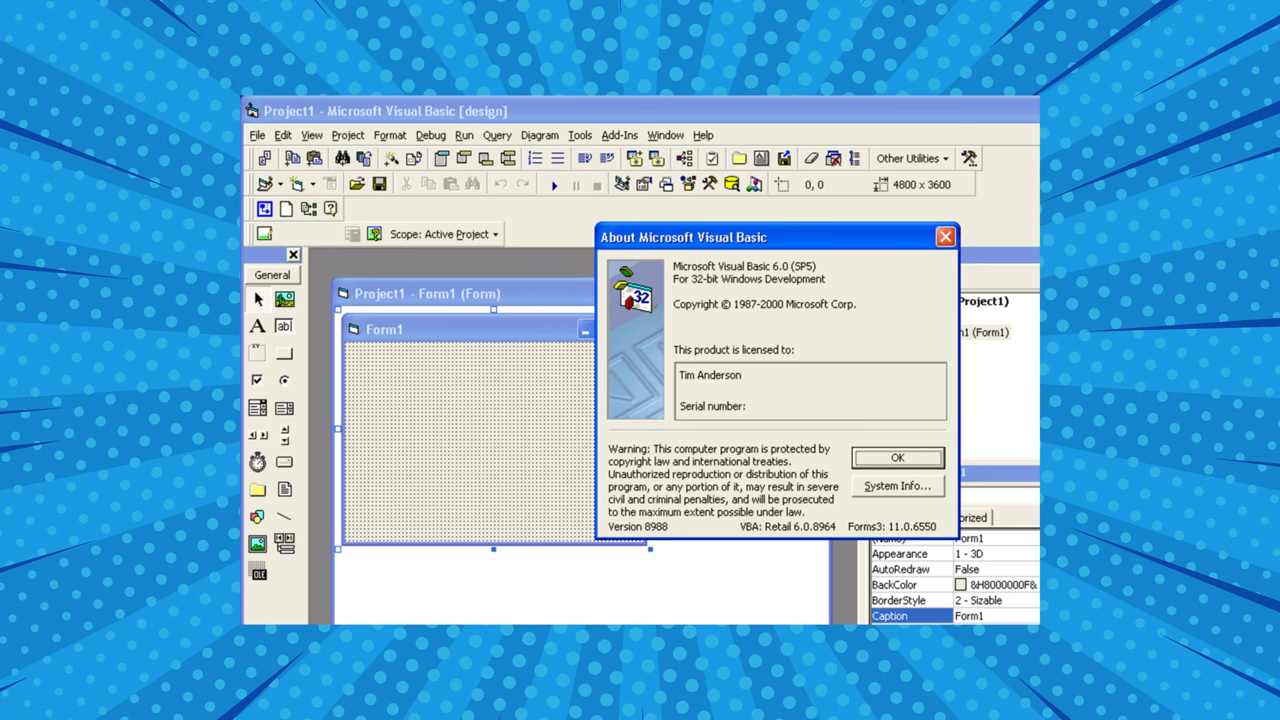 Project1 - Microsoft Visual Basic [design]
File Edit View Project Format Debug Run Query Diagram Tools Add-Ins Window Help
Other Utilities
0, 0 4800 x 3600
Scope: Active Project
General
Project1 - Form1 (Form)
Form1
A
ab|
XY
OLE
About Microsoft Visual Basic
32
Microsoft Visual Basic 6.0 (SP5)
For 32-bit Windows Development
Copyright © 1987-2000 Microsoft Corp.
This product is licensed to:
Tim Anderson
Serial number:
Warning: This computer program is protected by
copyright law and international treaties.
Unauthorized reproduction or distribution of this
program, or any portion of it, may result in severe
civil and criminal penalties, and will be prosecuted
to the maximum extent possible under law.
OK
System Info...
Version 8988 VBA: Retail 6.0.8964 Forms3: 11.0.6550
Project1)
1 (Form1)
orized
(Name) Form1
Appearance 1 - 3D
AutoRedraw False
BackColor &H8000000F&
BorderStyle 2 - Sizable
Caption Form1